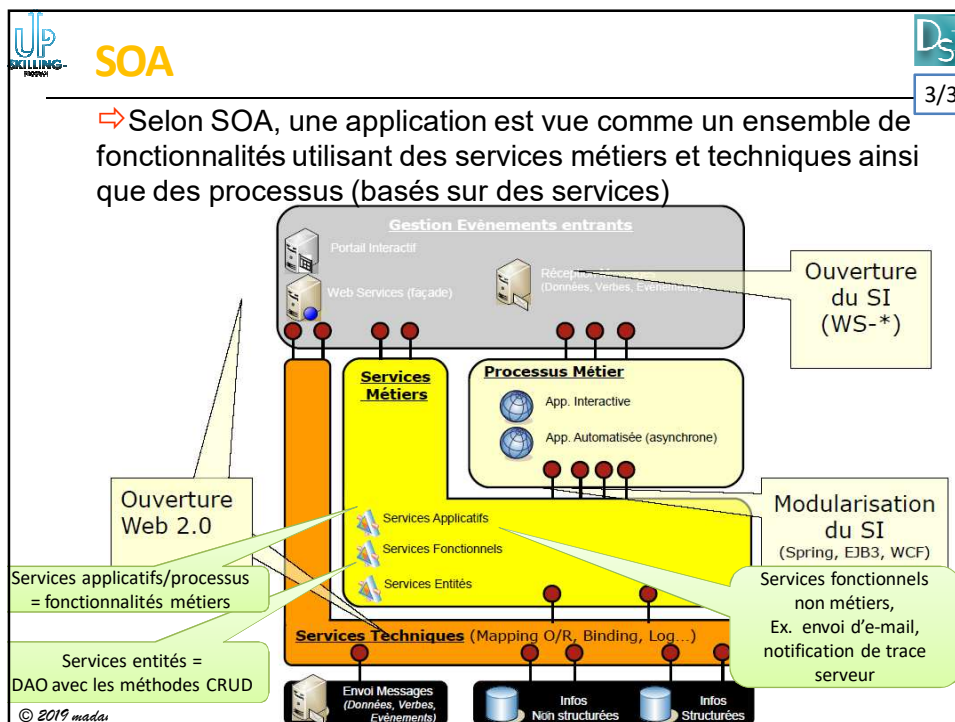 UP
SKILLING-
PROGRAM
SOA
DS
3/3
⇨Selon SOA, une application est vue comme un ensemble de
fonctionnalités utilisant des services métiers et techniques ainsi
que des processus (basés sur des services)
Gestion Evènements entrants
Portail Interactif
Web Services (façade)
Réception
(Données, Verbes, Evènements)
Ouverture
du SI
(WS-*)
Services
Métiers
Processus Métier
App. Interactive
App. Automatisée (asynchrone)
Ouverture
Web 2.0
Modularisation
du SI
(Spring, EJB3, WCF)
Services Applicatifs
Services Fonctionnels
Services Entités
Services applicatifs/processus
= fonctionnalités métiers
Services fonctionnels
non métiers,
Ex. envoi d'e-mail,
notification de trace
serveur
Services entités =
DAO avec les méthodes CRUD
Services Techniques (Mapping O/R, Binding, Log...)
Envoi Messages
(Données, Verbes,
Evènements)
Infos
Non structurées
Infos
Structurées
© 2019